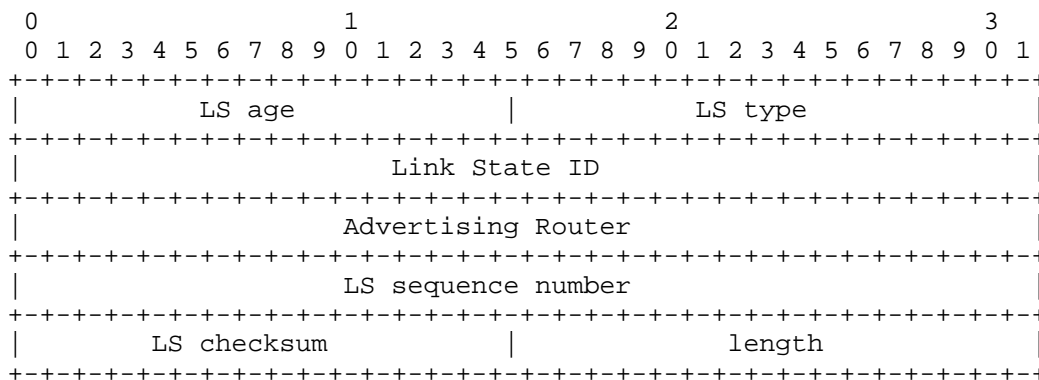 0                   1                   2                   3
0 1 2 3 4 5 6 7 8 9 0 1 2 3 4 5 6 7 8 9 0 1 2 3 4 5 6 7 8 9 0 1
+-+-+-+-+-+-+-+-+-+-+-+-+-+-+-+-+-+-+-+-+-+-+-+-+-+-+-+-+-+-+-+-+
|           LS age             |           LS type             |
+-+-+-+-+-+-+-+-+-+-+-+-+-+-+-+-+-+-+-+-+-+-+-+-+-+-+-+-+-+-+-+-+
|                       Link State ID                           |
+-+-+-+-+-+-+-+-+-+-+-+-+-+-+-+-+-+-+-+-+-+-+-+-+-+-+-+-+-+-+-+-+
|                    Advertising Router                         |
+-+-+-+-+-+-+-+-+-+-+-+-+-+-+-+-+-+-+-+-+-+-+-+-+-+-+-+-+-+-+-+-+
|                    LS sequence number                         |
+-+-+-+-+-+-+-+-+-+-+-+-+-+-+-+-+-+-+-+-+-+-+-+-+-+-+-+-+-+-+-+-+
|        LS checksum           |             length            |
+-+-+-+-+-+-+-+-+-+-+-+-+-+-+-+-+-+-+-+-+-+-+-+-+-+-+-+-+-+-+-+-+